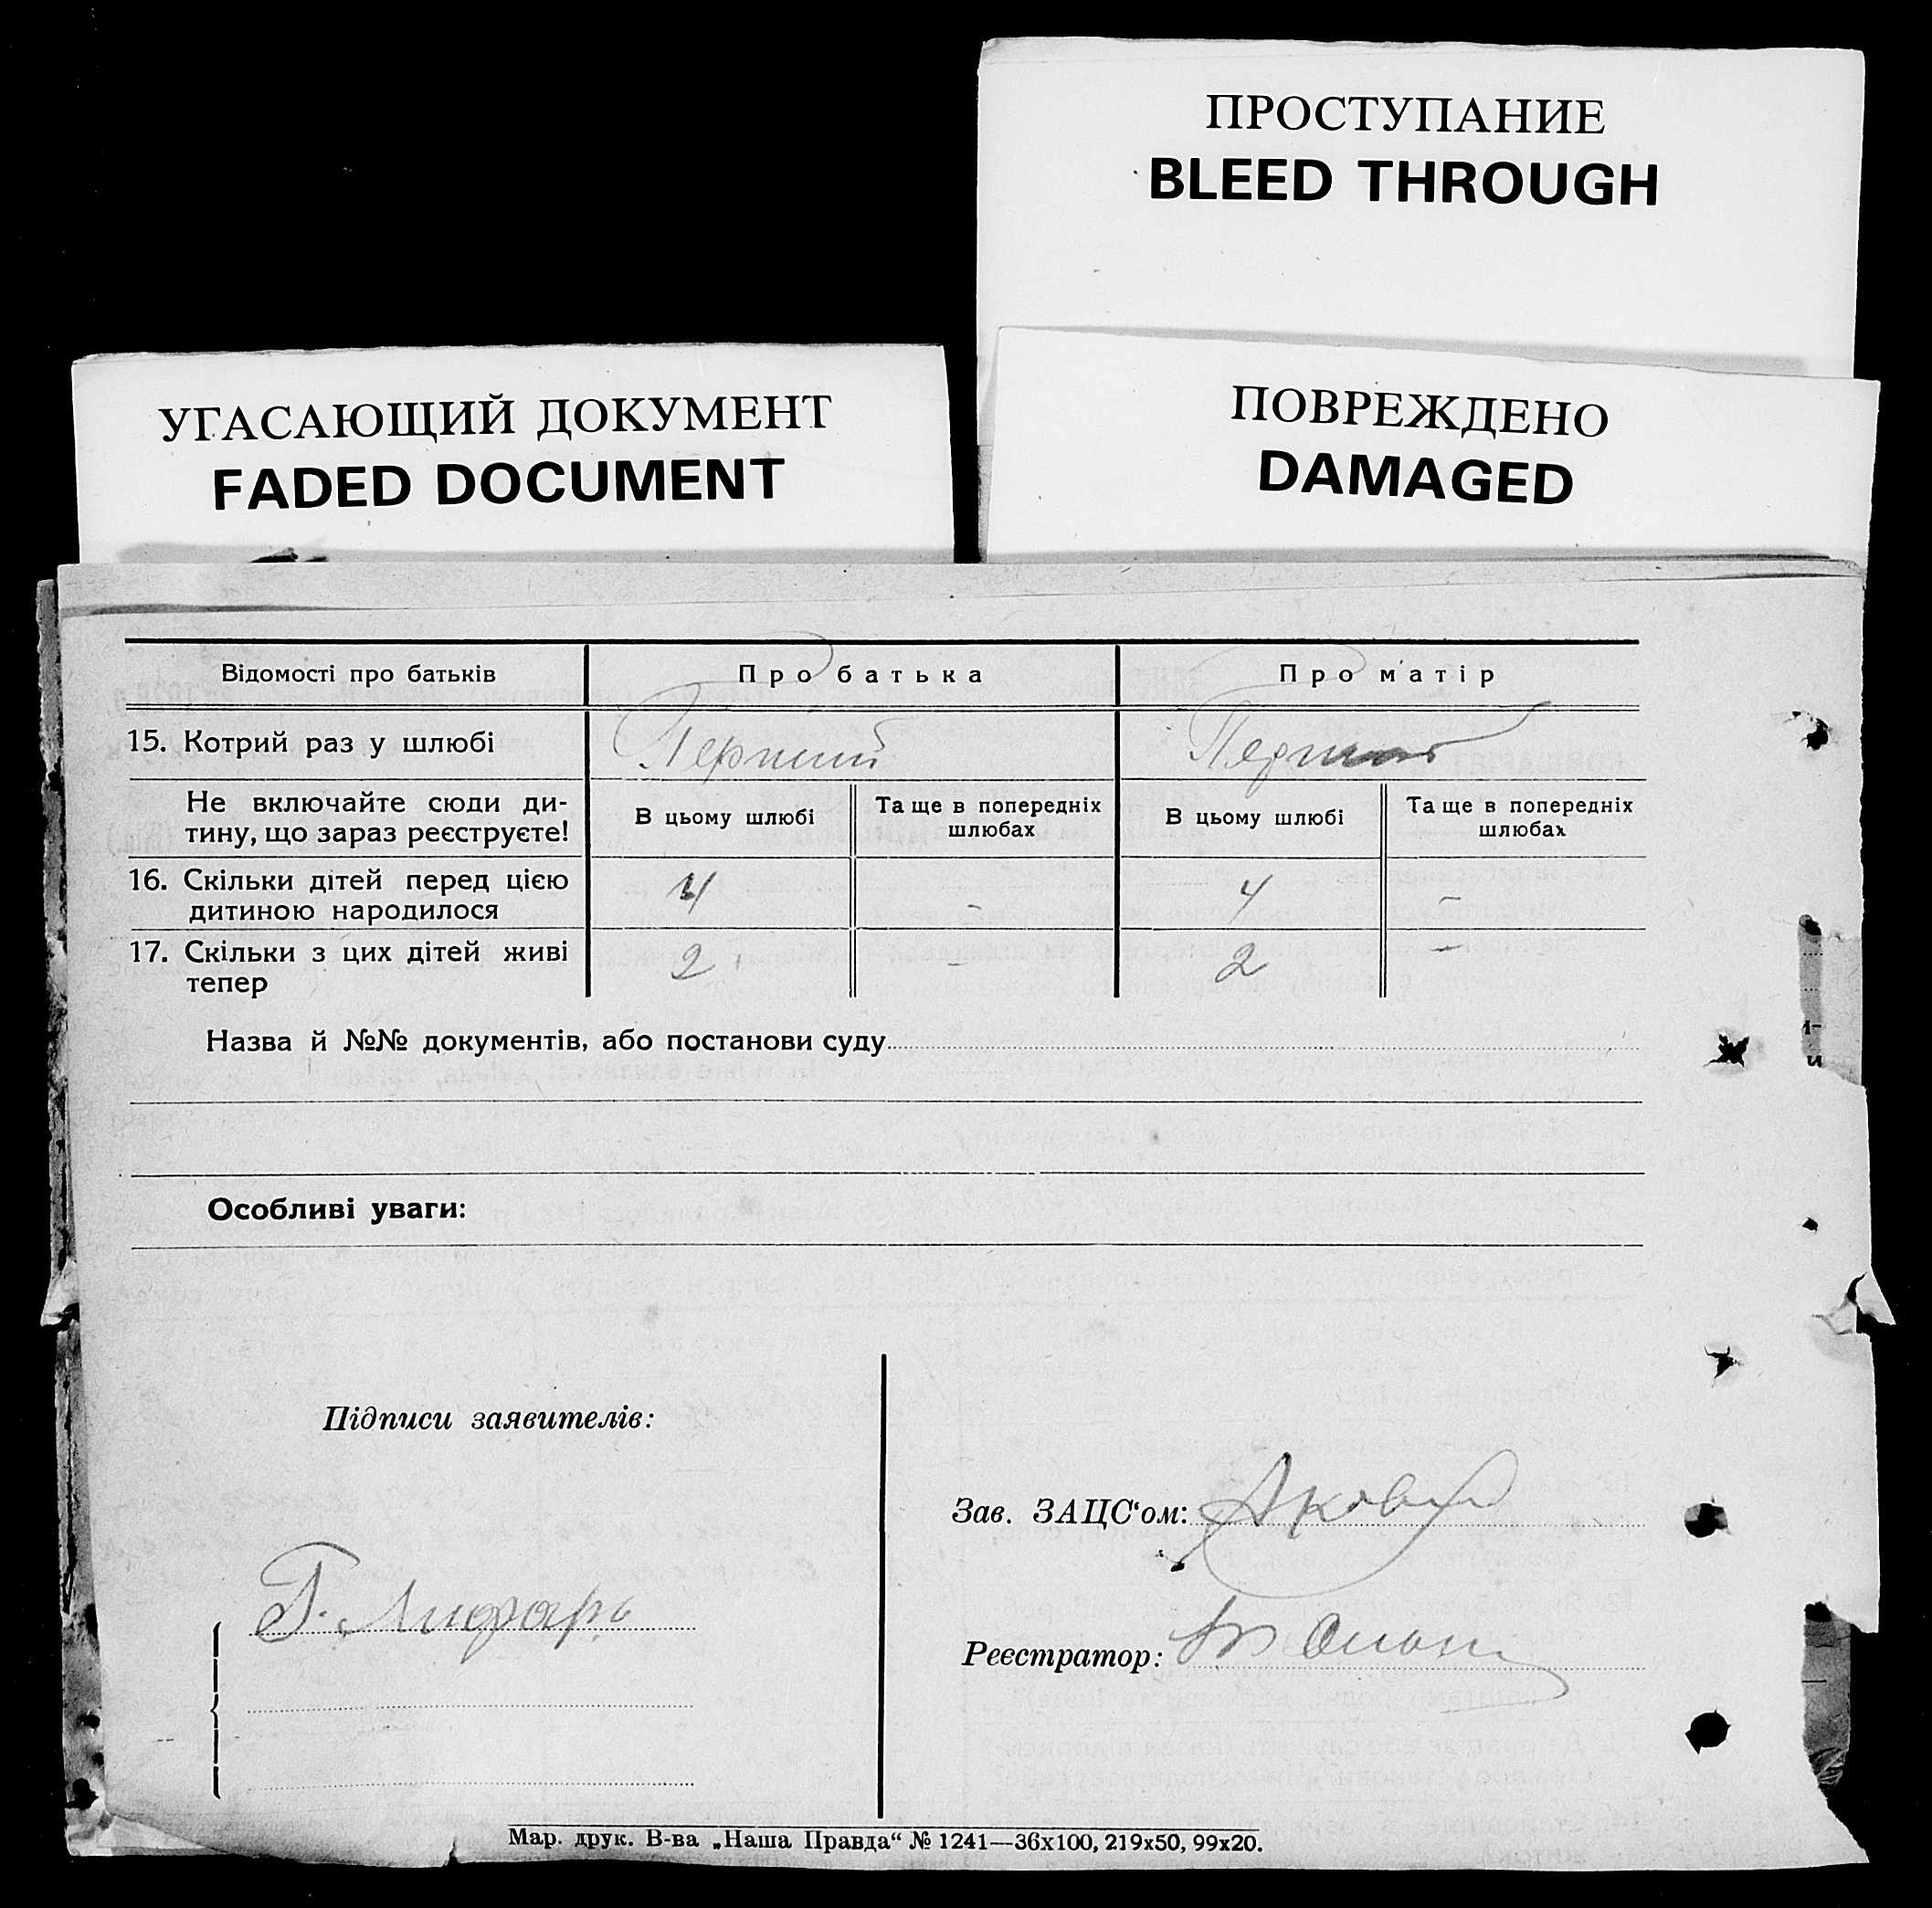 ПРОСТУПАНИЕ
BLEED THROUGH
УГАСАЮЩИЙ ДОКУМЕНТ
FADED DOCUMENT
ПОВРЕЖДЕНО
DAMAGED
Відомості про батьків Про батька Про матір
15. Котрий раз у шлюбі Перший Перший
Не включайте сюди ди-
тину, що зараз реєструєте!
В цьому шлюбі
Та ще в попередніх
шлюбах
В цьому шлюбі
Та ще в попередніх
шлюбах
16. Скільки дітей перед цією
дитиною народилося
4 - 4 -
17. Скільки з цих дітей живі
тепер
2 - 2 -
Назва й №№ документів, або постанови суду
Особливі уваги:
Підписи заявителів:
Г. Лифарь
Зав. ЗАЦС‘ом:
Реєстратор:
Мар. друк. В-ва „Наша Правда“ № 1241—36x100, 219x50, 99x20.